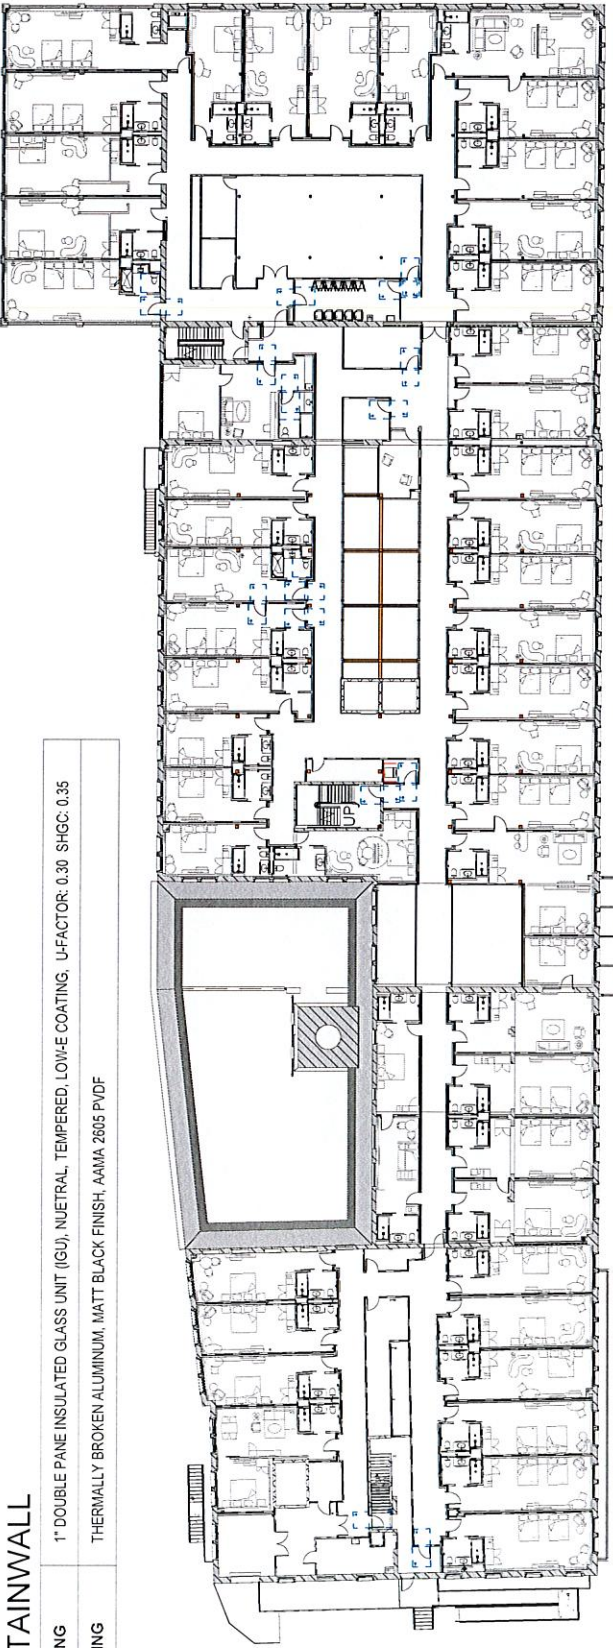 TAINWALL
NG 1" DOUBLE PANE INSULATED GLASS UNIT (IGU), NUETRAL, TEMPERED, LOW-E COATING, U-FACTOR: 0.30 SHGC: 0.35
NG THERMALLY BROKEN ALUMINUM, MATT BLACK FINISH, AAMA 2605 PVDF
UP